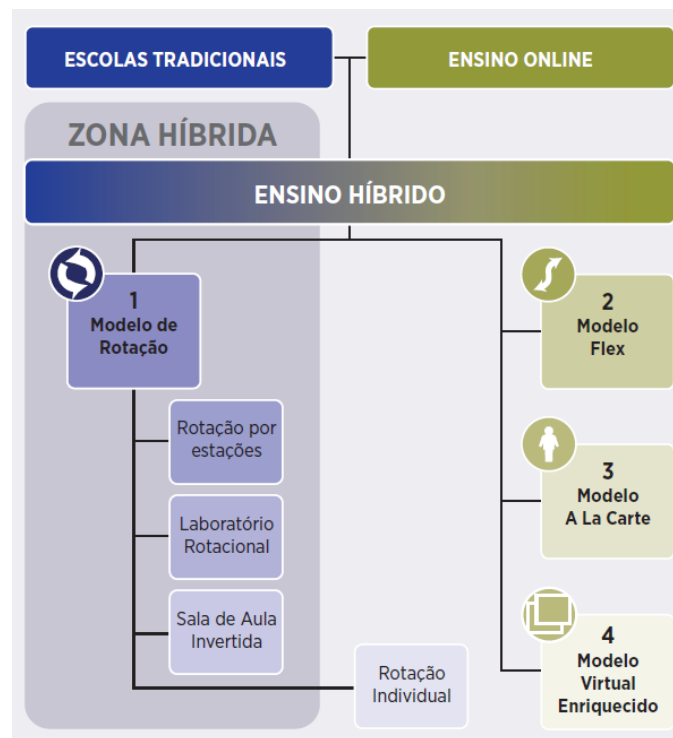 ESCOLAS TRADICIONAIS
ENSINO ONLINE
ZONA HÍBRIDA
ENSINO HÍBRIDO
1
Modelo de
Rotação
Rotação por
estações
Laboratório
Rotacional
Sala de Aula
Invertida
Rotação
Individual
2
Modelo
Flex
3
Modelo
A La Carte
4
Modelo
Virtual
Enriquecido